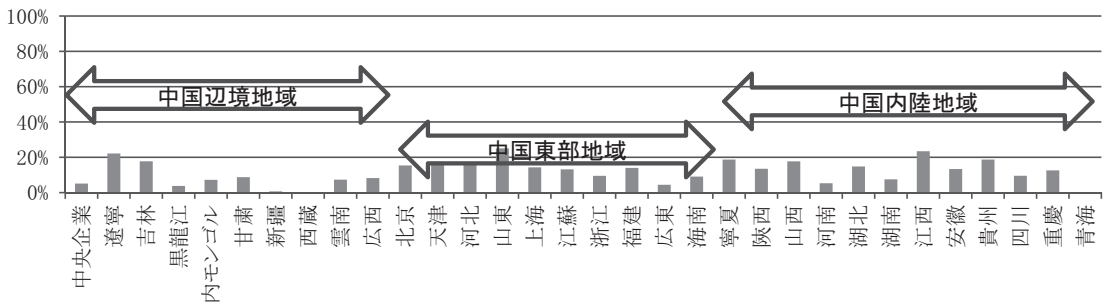 100%
80%
60%
40%
20%
0%
中国辺境地域
中国東部地域
中国内陸地域
中央企業
遼寧
吉林
黒龍江
内モンゴル
甘粛
新疆
西蔵
雲南
広西
北京
天津
河北
山東
上海
江蘇
浙江
福建
広東
海南
寧夏
陝西
山西
河南
湖北
湖南
江西
安徽
貴州
四川
重慶
青海